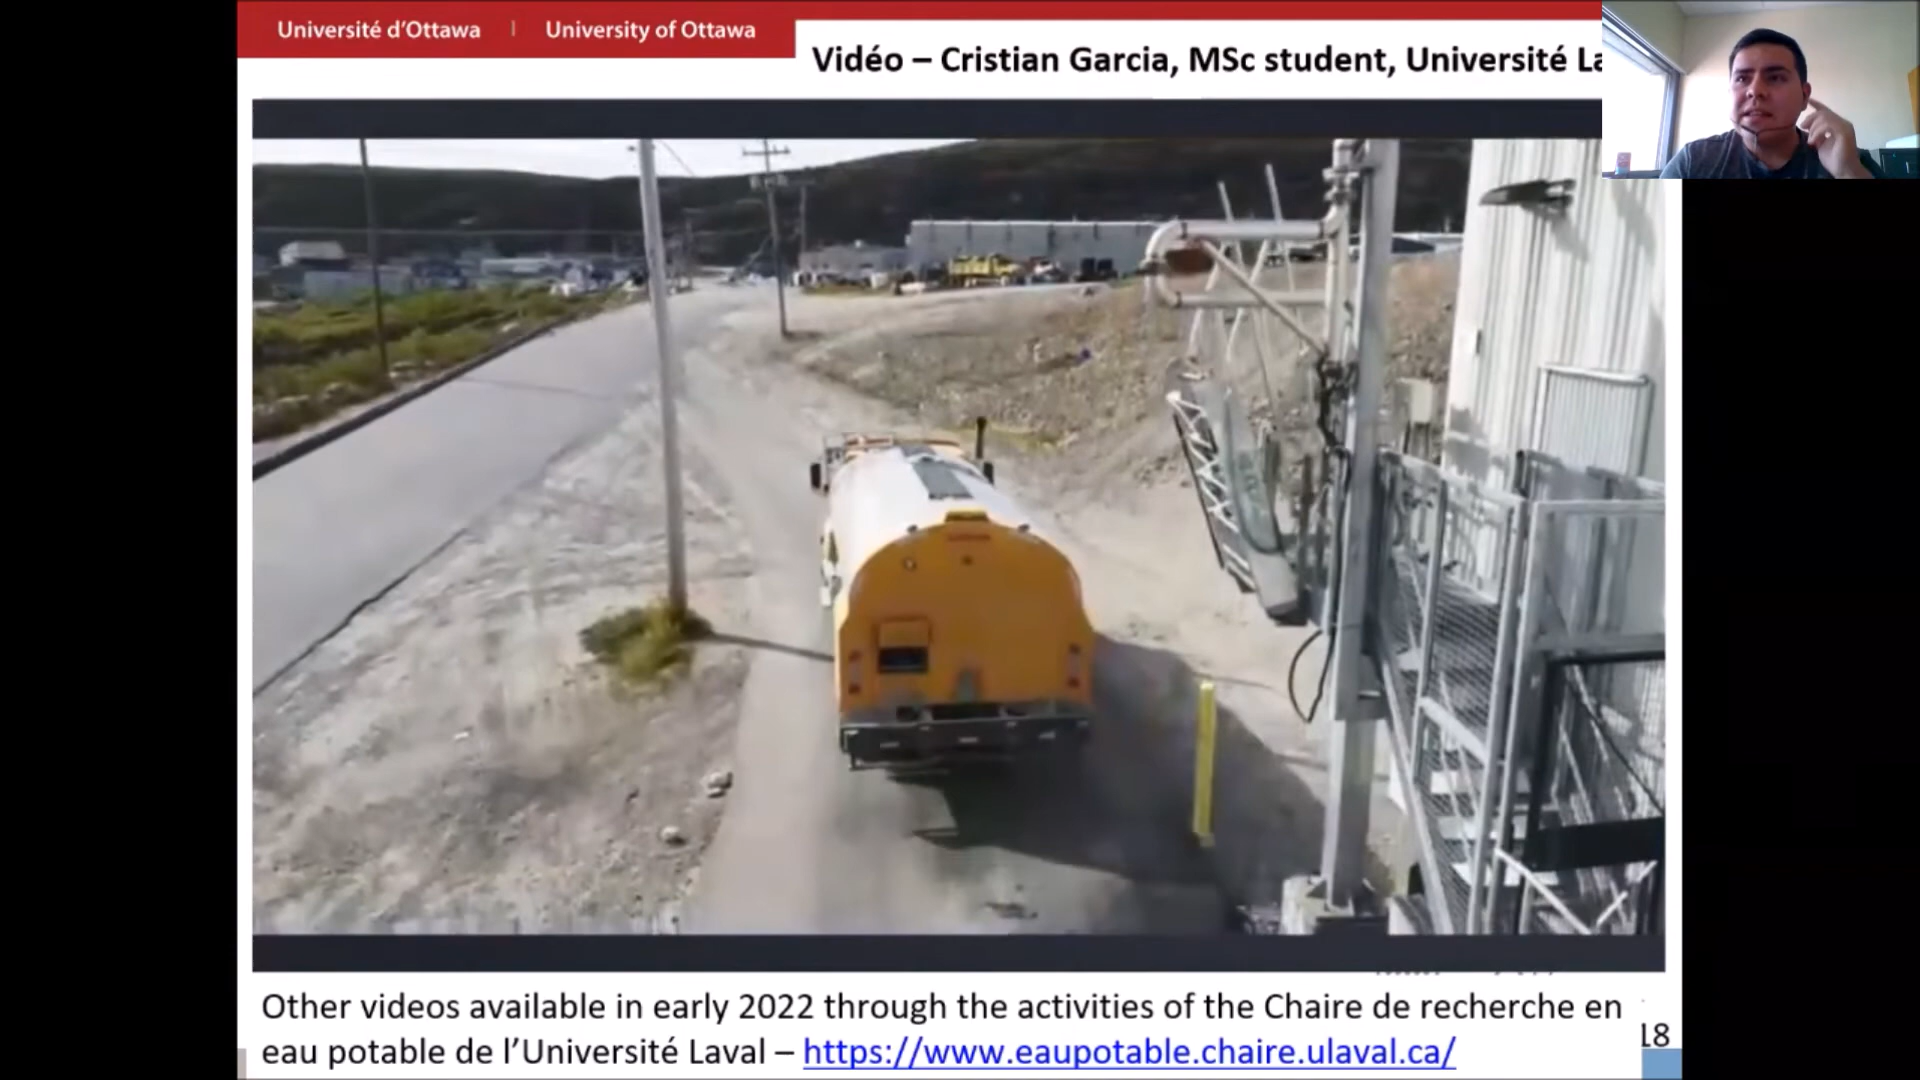 Université d'Ottawa | University of Ottawa
Vidéo – Cristian Garcia, MSc student, Université La
Other videos available in early 2022 through the activities of the Chaire de recherche en
eau potable de l'Université Laval – https://www.eaupotable.chaire.ulaval.ca/
18